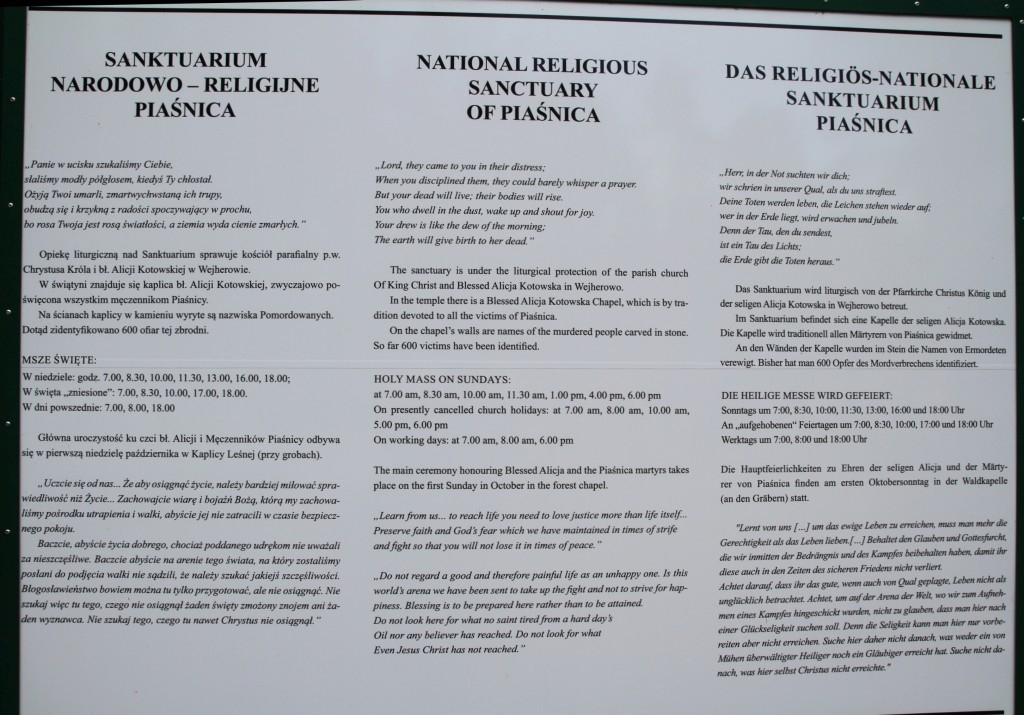 SANKTUARIUM
NARODOWO – RELIGIJNE
PIAŚNICA
„Panie w ucisku szukaliśmy Ciebie,
słaliśmy modły półgłosem, kiedyś Ty chłostał.
Ożyją Twoi umarli, zmartwychwstaną ich trupy,
obudzą się i krzykną z radości spoczywający w prochu,
bo rosa Twoja jest rosą światłości, a ziemia wyda cienie zmarłych.”
Opiekę liturgiczną nad Sanktuarium sprawuje kościół parafialny p.w.
Chrystusa Króla i bł. Alicji Kotowskiej w Wejherowie.
W świątyni znajduje się kaplica bł. Alicji Kotowskiej, zwyczajowo po-
święcona wszystkim męczennikom Piaśnicy.
Na ścianach kaplicy w kamieniu wyryte są nazwiska Pomordowanych.
Dotąd zidentyfikowano 600 ofiar tej zbrodni.
MSZE ŚWIĘTE:
W niedziele: godz. 7.00, 8.30, 10.00, 11.30, 13.00, 16.00, 18.00;
W święta „zniesione”: 7.00, 8.30, 10.00, 17.00, 18.00.
W dni powszednie: 7.00, 8.00, 18.00
Główna uroczystość ku czci bł. Alicji i Męczenników Piaśnicy odbywa
się w pierwszą niedzielę października w Kaplicy Leśnej (przy grobach).
„Uczcie się od nas... Że aby osiągnąć życie, należy bardziej miłować spra-
wiedliwość niż Życie... Zachowajcie wiarę i bojaźń Bożą, którą my zachowa-
liśmy pośrodku utrapienia i walki, abyście jej nie zatracili w czasie bezpiecz-
nego pokoju.
Baczcie, abyście życia dobrego, chociaż poddanego udrękom nie uważali
za nieszczęśliwe. Baczcie abyście na arenie tego świata, na który zostaliśmy
posłani do podjęcia walki nie sądzili, że należy szukać jakiejś szczęśliwości.
Błogosławieństwo bowiem można tu tylko przygotować, ale nie osiągnąć. Nie
szukaj więc tu tego, czego nie osiągnął żaden święty zmożony znojem ani ża-
den wyznawca. Nie szukaj tego, czego tu nawet Chrystus nie osiągnął.”
NATIONAL RELIGIOUS
SANCTUARY
OF PIAŚNICA
„Lord, they came to you in their distress;
When you disciplined them, they could barely whisper a prayer.
But your dead will live; their bodies will rise.
You who dwell in the dust, wake up and shout for joy.
Your drew is like the dew of the morning;
The earth will give birth to her dead.”
The sanctuary is under the liturgical protection of the parish church
Of King Christ and Blessed Alicja Kotowska in Wejherowo.
In the temple there is a Blessed Alicja Kotowska Chapel, which is by tra-
dition devoted to all the victims of Piaśnica.
On the chapel’s walls are names of the murdered people carved in stone.
So far 600 victims have been identified.
HOLY MASS ON SUNDAYS:
at 7.00 am, 8.30 am, 10.00 am, 11.30 am, 1.00 pm, 4.00 pm, 6.00 pm
On presently cancelled church holidays: at 7.00 am, 8.00 am, 10.00 am,
5.00 pm, 6.00 pm
On working days: at 7.00 am, 8.00 am, 6.00 pm
The main ceremony honouring Blessed Alicja and the Piaśnica martyrs takes
place on the first Sunday in October in the forest chapel.
„Learn from us... to reach life you need to love justice more than life itself...
Preserve faith and God’s fear which we have maintained in times of strife
and fight so that you will not lose it in times of peace.”
„Do not regard a good and therefore painful life as an unhappy one. Is this
world’s arena we have been sent to take up the fight and not to strive for hap-
piness. Blessing is to be prepared here rather than to be attained.
Do not look here for what no saint tired from a hard day’s
Oil nor any believer has reached. Do not look for what
Even Jesus Christ has not reached.”
DAS RELIGIÖS-NATIONALE
SANKTUARIUM
PIAŚNICA
„Herr, in der Not suchten wir dich;
wir schrien in unserer Qual, als du uns straftest.
Deine Toten werden leben, die Leichen stehen wieder auf;
wer in der Erde liegt, wird erwachen und jubeln.
Denn der Tau, den du sendest,
ist ein Tau des Lichts;
die Erde gibt die Toten heraus.”
Das Sanktuarium wird liturgisch von der Pfarrkirche Christus König und
der seligen Alicja Kotowska in Wejherowo betreut.
Im Sanktuarium befindet sich eine Kapelle der seligen Alicja Kotowska.
Die Kapelle wird traditionell allen Märtyrern von Piaśnica gewidmet.
An den Wänden der Kapelle wurden im Stein die Namen von Ermordeten
verewigt. Bisher hat man 600 Opfer des Mordverbrechens identifiziert.
DIE HEILIGE MESSE WIRD GEFEIERT:
Sonntags um 7:00, 8:30, 10:00, 11:30, 13:00, 16:00 und 18:00 Uhr
An „aufgehobenen” Feiertagen um 7:00, 8:30, 10:00, 17:00 und 18:00 Uhr
Werktags um 7:00, 8:00 und 18:00 Uhr
Die Hauptfeierlichkeiten zu Ehren der seligen Alicja und der Märty-
rer von Piaśnica finden am ersten Oktobersonntag in der Waldkapelle
(an den Gräbern) statt.
"Lernt von uns [...] um das ewige Leben zu erreichen, muss man mehr die
Gerechtigkeit als das Leben lieben.[...] Behaltet den Glauben und Gottesfurcht,
die wir inmitten der Bedrängnis und des Kampfes beibehalten haben, damit ihr
diese auch in den Zeiten des sicheren Friedens nicht verliert.
Achtet darauf, dass ihr das gute, wenn auch von Qual geplagte, Leben nicht als
unglücklich betrachtet. Achtet, um auf der Arena der Welt, wo wir zum Aufneh-
men eines Kampfes hingeschickt wurden, nicht zu glauben, dass man hier nach
einer Glückseligkeit suchen soll. Denn die Seligkeit kann man hier nur vorbe-
reiten aber nicht erreichen. Suche hier daher nicht danach, was weder ein von
Mühen überwältigter Heiliger noch ein Gläubiger erreicht hat. Suche nicht da-
nach, was hier selbst Christus nicht erreichte."